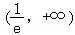 (1/e, +∞)